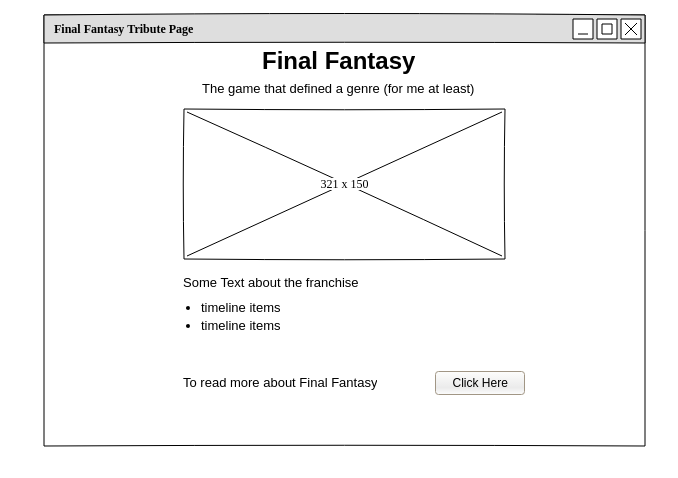 Final Fantasy Tribute Page
Final Fantasy
The game that defined a genre (for me at least)
321 x 150
Some Text about the franchise
timeline items
timeline items
To read more about Final Fantasy
Click Here